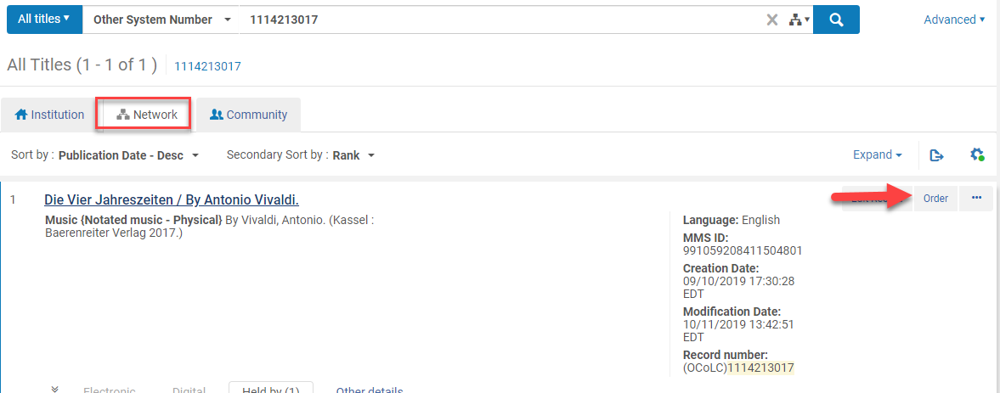 All titles Other System Number 1114213017 Advanced
All Titles (1 - 1 of 1 ) 1114213017
Institution Network Community
Sort by : Publication Date - Desc Secondary Sort by : Rank Expand
1 Die Vier Jahreszeiten / By Antonio Vivaldi. Order •••
Music {Notated music - Physical} By Vivaldi, Antonio. (Kassel :
Baerenreiter Verlag 2017.)
Language: English
MMS ID:
991059208411504801
Creation Date:
09/10/2019 17:30:28
EDT
Modification Date:
10/11/2019 13:42:51
EDT
Record number:
(OCoLC)1114213017
Electronic Digital Held by (1) Other details